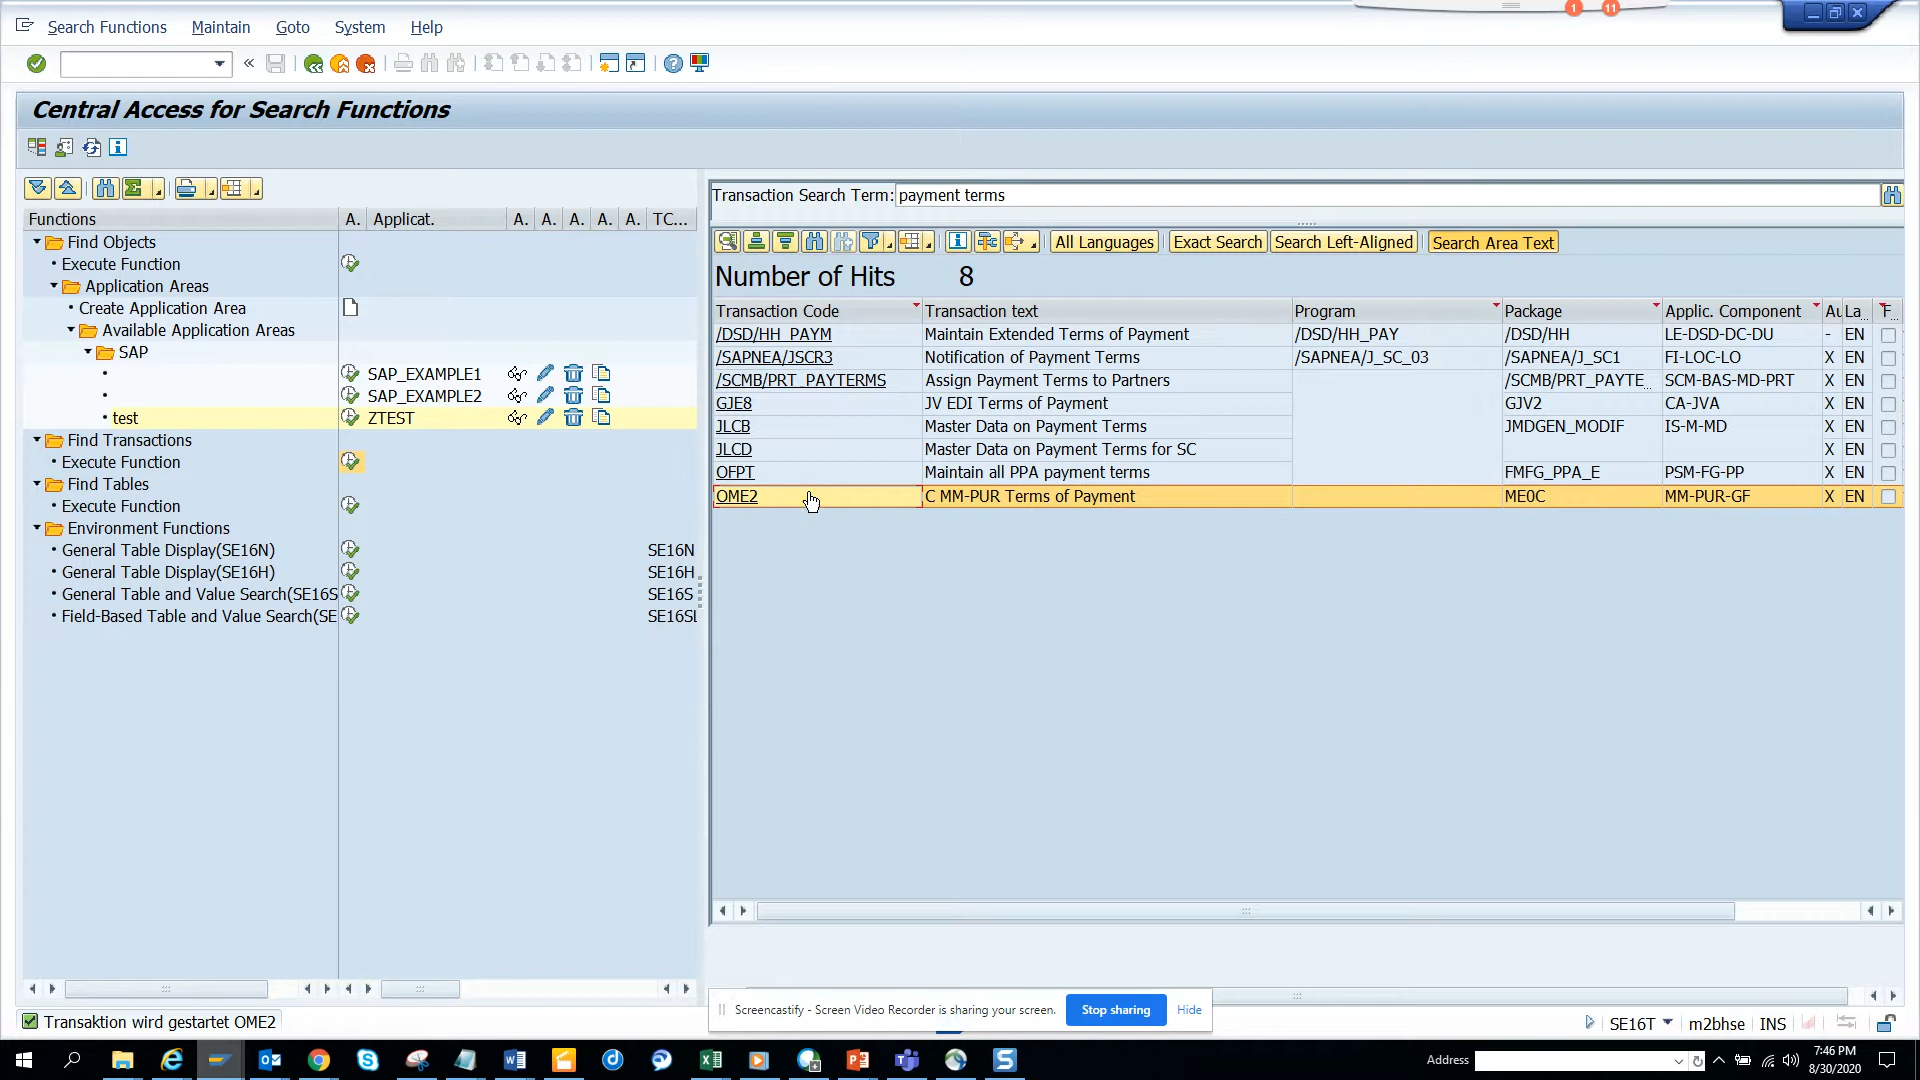 1 11
Search Functions Maintain Goto System Help
Central Access for Search Functions
Functions A. Applicat. A. A. A. A. A. TC...
Find Objects
Execute Function
Application Areas
Create Application Area
Available Application Areas
SAP
SAP_EXAMPLE1
SAP_EXAMPLE2
test ZTEST
Find Transactions
Execute Function
Find Tables
Execute Function
Environment Functions
General Table Display(SE16N) SE16N
General Table Display(SE16H) SE16H
General Table and Value Search(SE16S SE16S
Field-Based Table and Value Search(SE SE16SL
Transaction Search Term: payment terms
All Languages Exact Search Search Left-Aligned Search Area Text
Number of Hits 8
Transaction Code Transaction text Program Package Applic. Component Au La.. F..
/DSD/HH_PAYM Maintain Extended Terms of Payment /DSD/HH_PAY /DSD/HH LE-DSD-DC-DU - EN
/SAPNEA/JSCR3 Notification of Payment Terms /SAPNEA/J_SC_03 /SAPNEA/J_SC1 FI-LOC-LO X EN
/SCMB/PRT_PAYTERMS Assign Payment Terms to Partners /SCMB/PRT_PAYTE... SCM-BAS-MD-PRT X EN
GJE8 JV EDI Terms of Payment GJV2 CA-JVA X EN
JLCB Master Data on Payment Terms JMDGEN_MODIF IS-M-MD X EN
JLCD Master Data on Payment Terms for SC X EN
OFPT Maintain all PPA payment terms FMFG_PPA_E PSM-FG-PP X EN
OME2 C MM-PUR Terms of Payment ME0C MM-PUR-GF X EN
Screencastify - Screen Video Recorder is sharing your screen. Stop sharing Hide
Transaktion wird gestartet OME2
SE16T m2bhse INS
Address
7:46 PM
8/30/2020